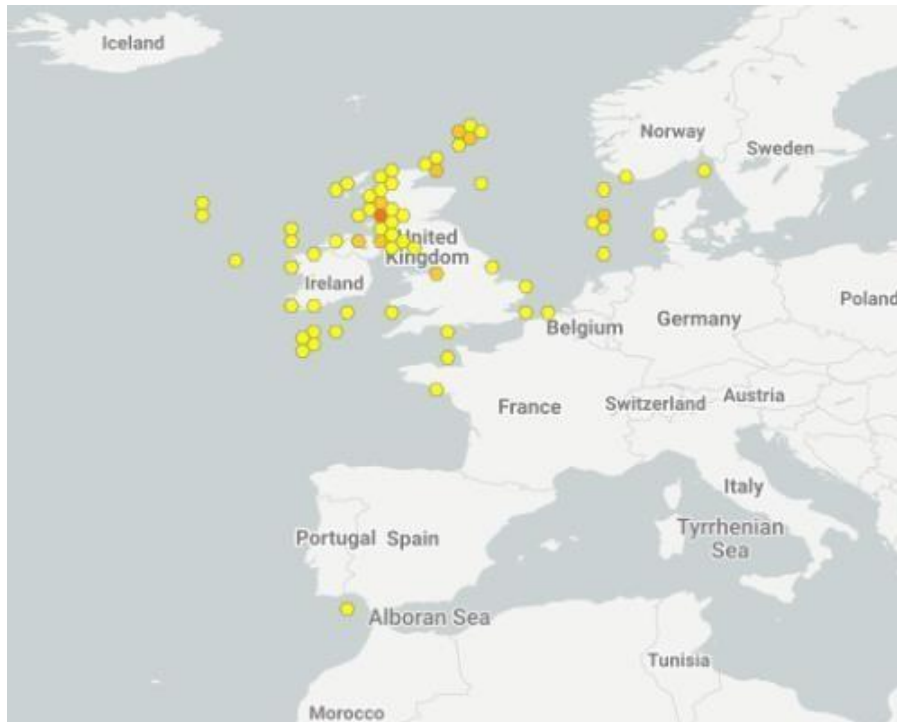 Iceland
Norway
Sweden
United
Kingdom
Ireland
Poland
Belgium
Germany
France
Switzerland
Austria
Italy
Portugal
Spain
Tyrrhenian
Sea
Alboran Sea
Tunisia
Morocco